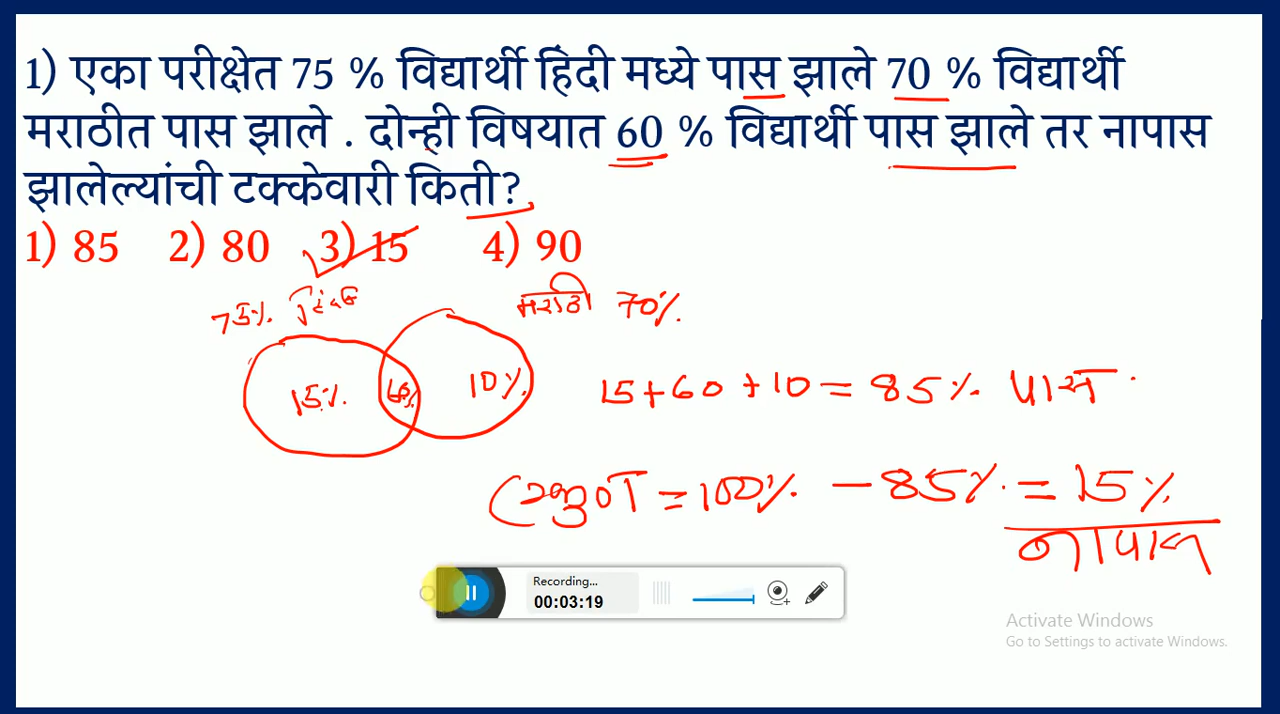 1) एका परीक्षेत 75 % विद्यार्थी हिंदी मध्ये पास झाले 70 % विद्यार्थी
मराठीत पास झाले . दोन्ही विषयात 60 % विद्यार्थी पास झाले तर नापास
झालेल्यांची टक्केवारी किती?
1) 85 2) 80 3) 15 4) 90
75%
मराठी 70%
15%
60%
10%
15+60+10=85% पास
=100% -85%=15%
नापास
Recording...
00:03:19
Activate Windows
Go to Settings to activate Windows.